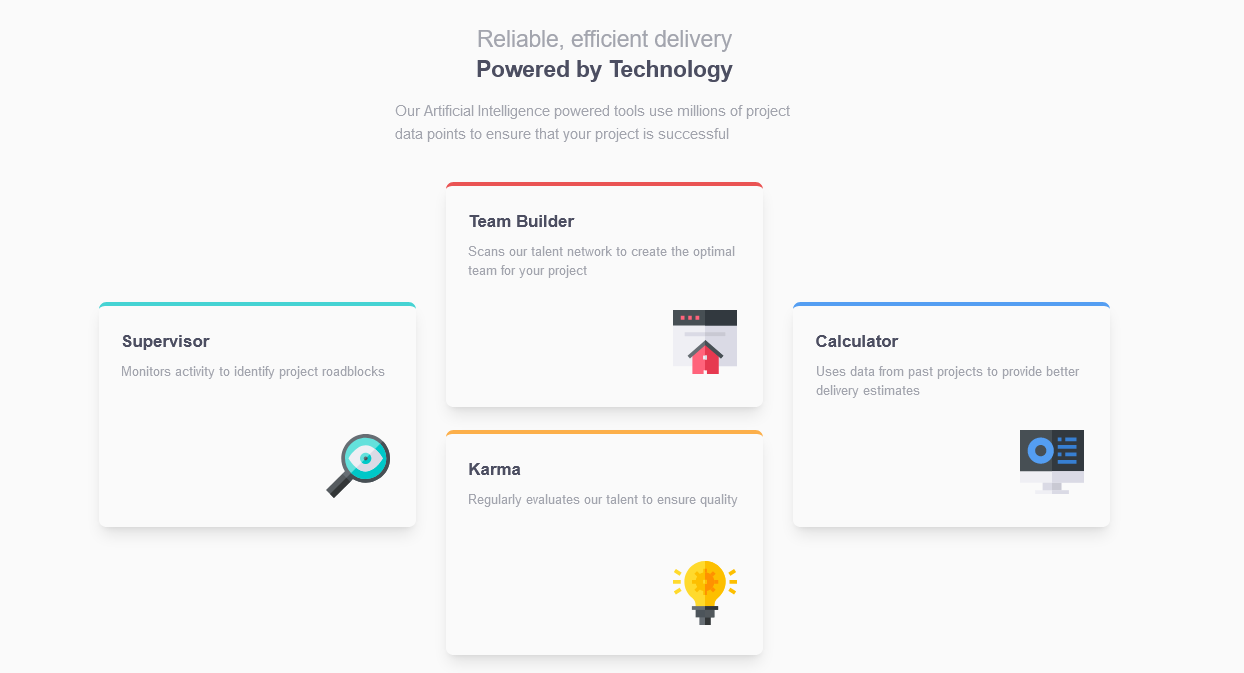 Reliable, efficient delivery
Powered by Technology
Our Artificial Intelligence powered tools use millions of project
data points to ensure that your project is successful
Supervisor
Monitors activity to identify project roadblocks
Team Builder
Scans our talent network to create the optimal
team for your project
Karma
Regularly evaluates our talent to ensure quality
Calculator
Uses data from past projects to provide better
delivery estimates